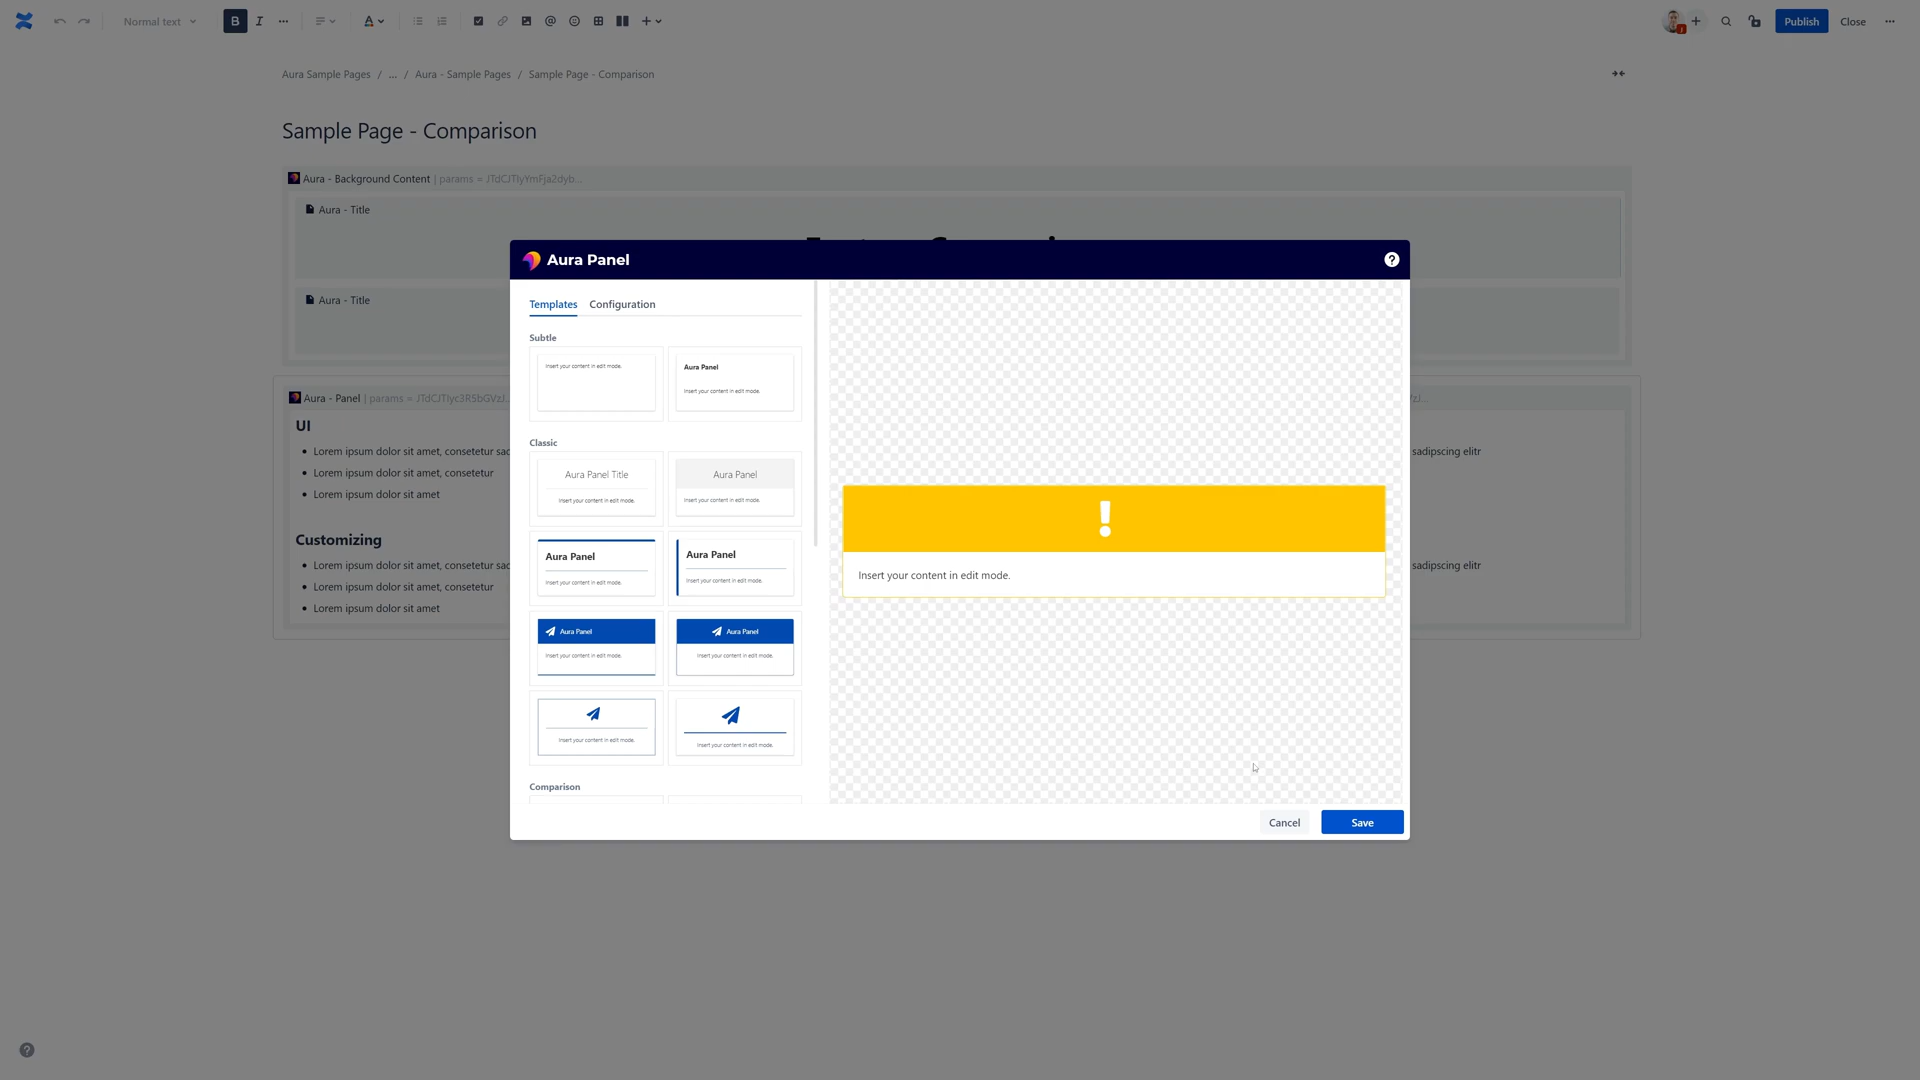 Normal text
B
I
A
Publish
Close
Aura Sample Pages / ... / Aura - Sample Pages / Sample Page - Comparison
Sample Page - Comparison
Aura - Background Content | params = JTdCJTIyYmFja2dyb...
Aura - Title
Aura - Title
Aura - Panel | params = JTdCJTIyc3R5bGVzJ...
UI
Lorem ipsum dolor sit amet, consetetur sad
Lorem ipsum dolor sit amet, consetetur
Lorem ipsum dolor sit amet
Customizing
Lorem ipsum dolor sit amet, consetetur sad
Lorem ipsum dolor sit amet, consetetur
Lorem ipsum dolor sit amet
sadipscing elitr
sadipscing elitr
Aura Panel
?
Templates Configuration
Subtle
Insert your content in edit mode.
Aura Panel
Insert your content in edit mode.
Classic
Aura Panel Title
Insert your content in edit mode.
Aura Panel
Insert your content in edit mode.
Aura Panel
Insert your content in edit mode.
Aura Panel
Insert your content in edit mode.
Aura Panel
Insert your content in edit mode.
Aura Panel
Insert your content in edit mode.
Insert your content in edit mode.
Insert your content in edit mode.
Comparison
!
Insert your content in edit mode.
Cancel
Save
?